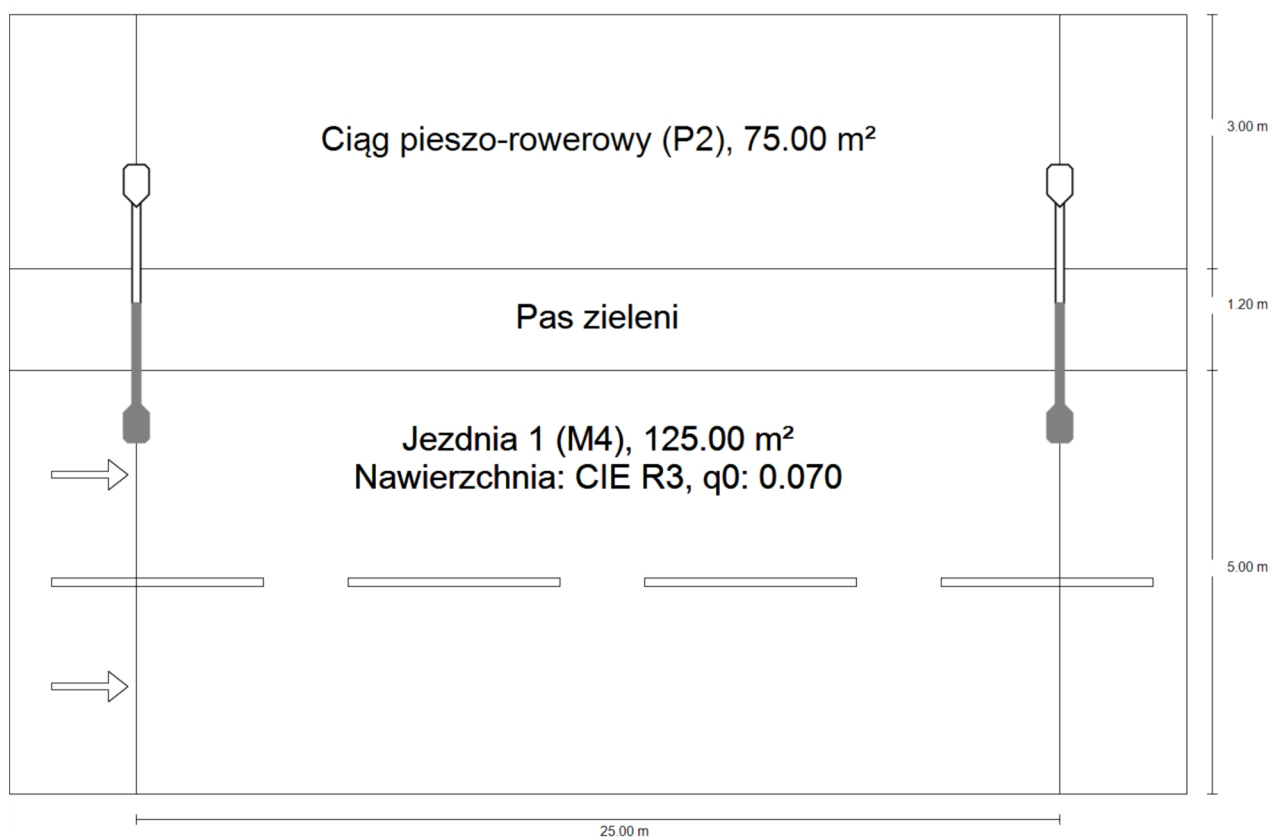 Ciąg pieszo-rowerowy (P2), 75.00 m²
3.00 m
Pas zieleni
1.20 m
Jezdnia 1 (M4), 125.00 m²
Nawierzchnia: CIE R3, q0: 0.070
5.00 m
25.00 m